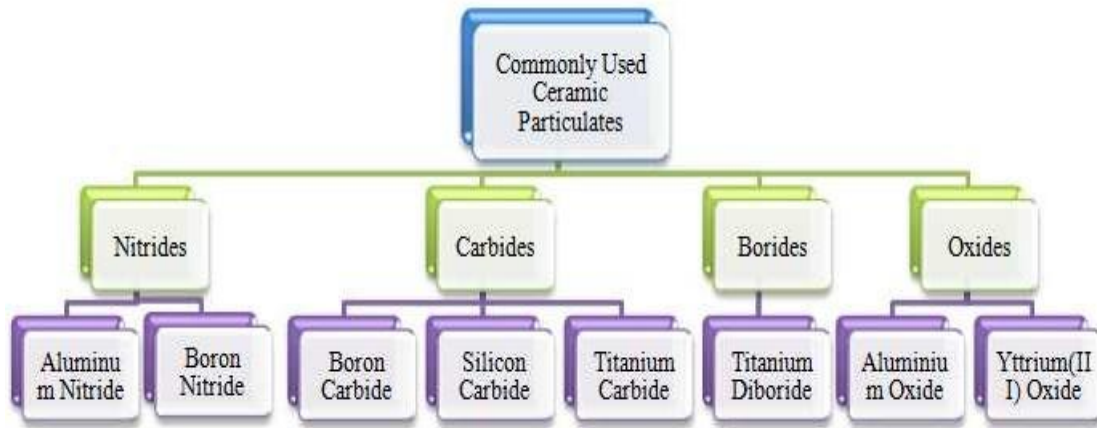 Commonly Used
Ceramic
Particulates
Nitrides
Carbides
Borides
Oxides
Aluminu
m Nitride
Boron
Nitride
Boron
Carbide
Silicon
Carbide
Titanium
Carbide
Titanium
Diboride
Aluminiu
m Oxide
Yttrium(II
I) Oxide